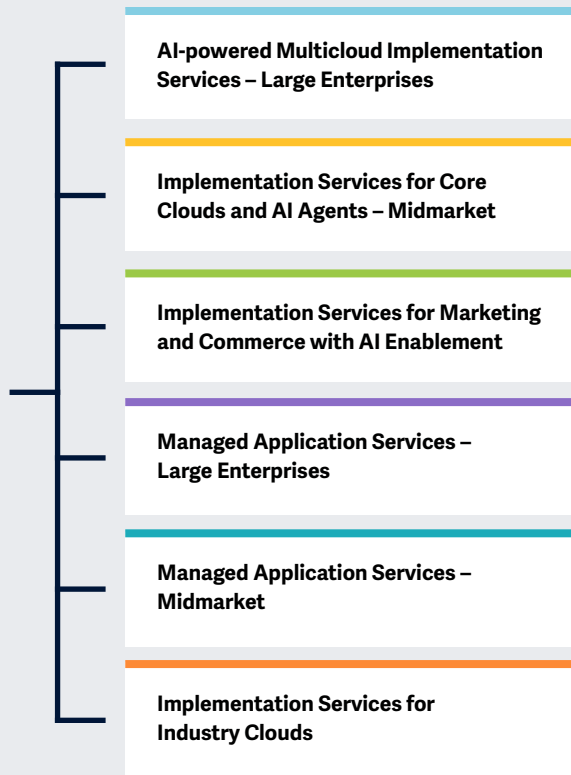 AI-powered Multicloud Implementation
Services – Large Enterprises
Implementation Services for Core
Clouds and AI Agents – Midmarket
Implementation Services for Marketing
and Commerce with AI Enablement
Managed Application Services –
Large Enterprises
Managed Application Services –
Midmarket
Implementation Services for
Industry Clouds